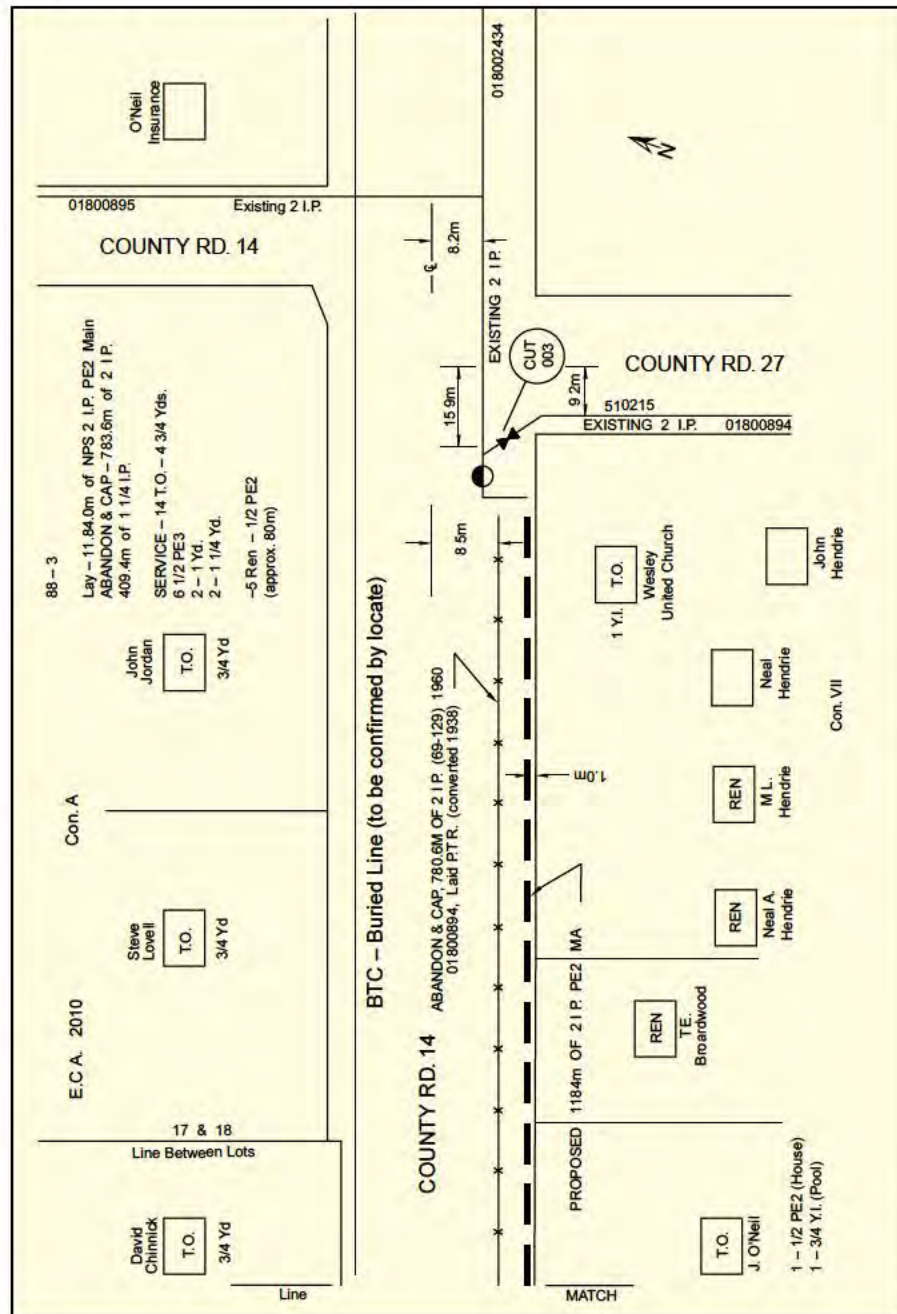 O'Neil
Insurance
01800895
Existing 2 I.P.
COUNTY RD. 14
018002434
N
88 – 3
Lay – 11.84.0m of NPS 2 I.P. PE2 Main
ABANDON & CAP – 783.6m of 2 I P.
409.4m of 1 1/4 I.P.
SERVICE – 14 T.O. – 4 3/4 Yds.
6 1/2 PE3
2 – 1 Yd.
2 – 1 1/4 Yd.
–5 Ren – 1/2 PE2
(approx. 80m)
8.2m
EXISTING 2 I.P.
15 9m
CUT
003
9 2m
COUNTY RD. 27
510215
EXISTING 2 I.P. 01800894
8 5m
John
Jordan
T.O.
3/4 Yd
Con. A
Steve
Lovell
T.O.
3/4 Yd
E.C A. 2010
17 & 18
Line Between Lots
David
Chinnick
T.O.
3/4 Yd
Line
BTC – Buried Line (to be confirmed by locate)
COUNTY RD. 14
ABANDON & CAP, 780.6M OF 2 I P. (69-129) 1960
01800894, Laid P.T R. (converted 1938)
1.0m
PROPOSED 1184m OF 2 I P. PE2 MA
MATCH
1 Y.I.
T.O.
Wesley
United Church
John
Hendrie
Neal
Hendrie
Con. VII
REN
M L.
Hendrie
REN
Neal A.
Hendrie
REN
T.E.
Broardwood
T.O.
J. O'Neil
1 – 1/2 PE2 (House)
1 – 3/4 Y.I. (Pool)